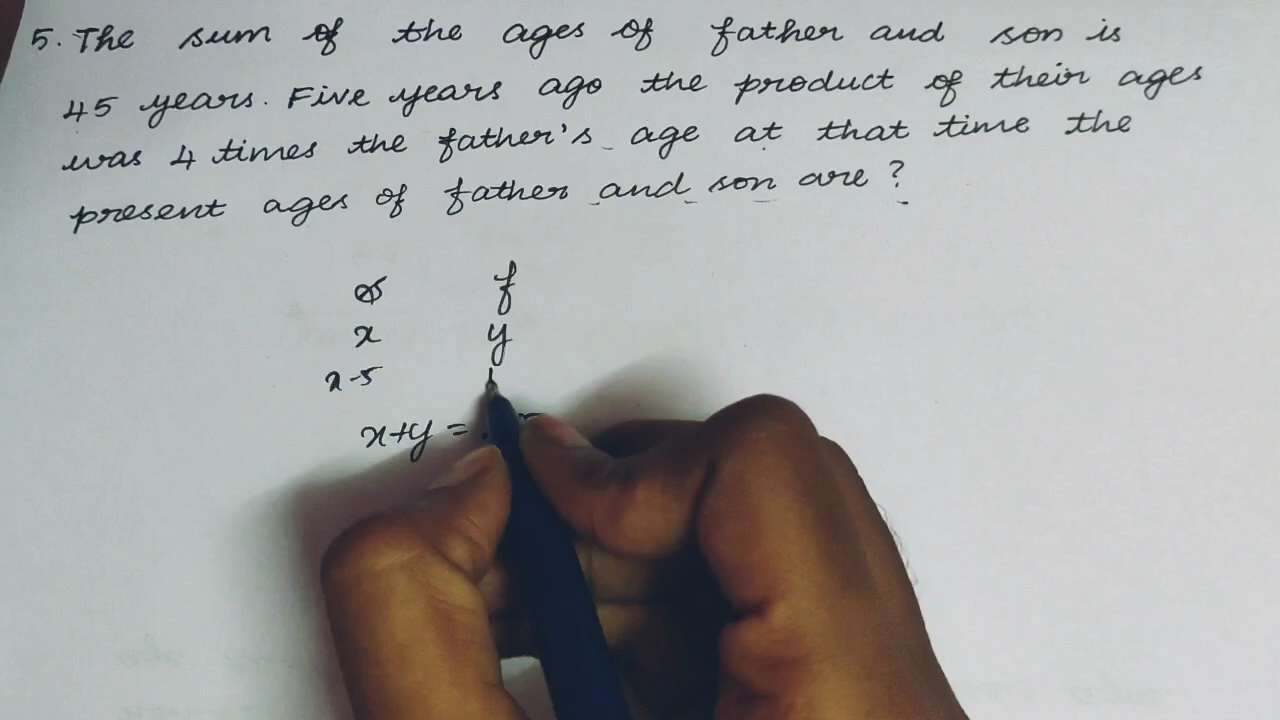 5. The sum of the ages of father and son is
45 years. Five years ago the product of their ages
was 4 times the father's age at that time the
present ages of father and son are ?
f
x y
x-5
x+y =